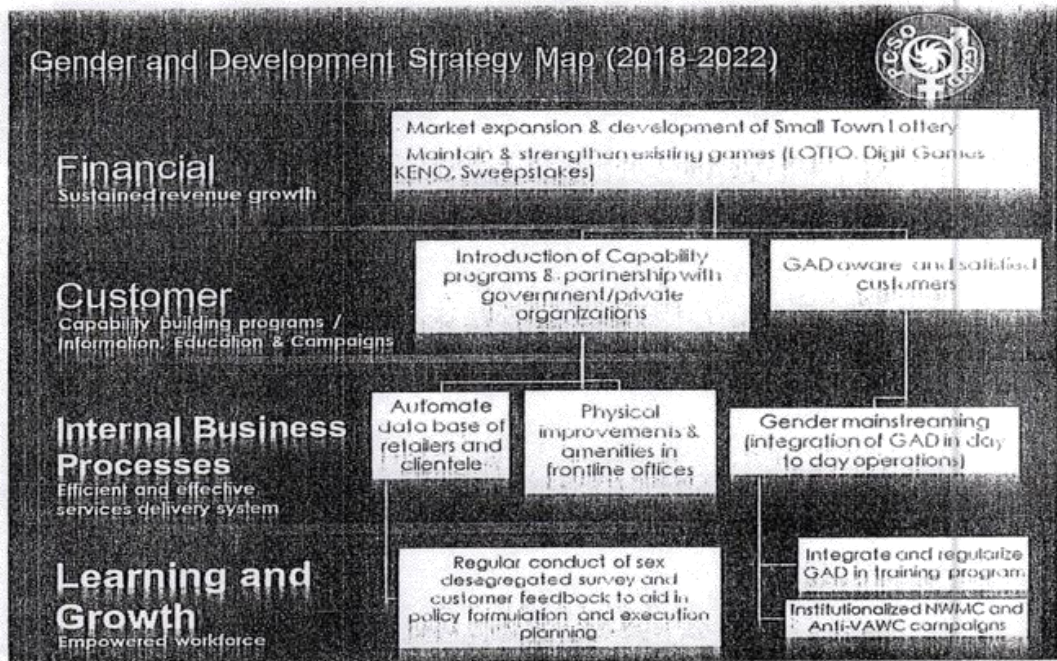 Gender and Development Strategy Map (2018-2022)
PCSO GAD
Financial
Sustained revenue growth
- Market expansion & development of Small Town Lottery
- Maintain & strengthen existing games (LOTTO, Digit Games
KENO, Sweepstakes)
Customer
Capability building programs /
Information, Education & Campaigns
Introduction of Capability
programs & partnership with
government/private
organizations
GAD aware and satisfied
customers
Internal Business
Processes
Efficient and effective
services delivery system
Automate
data base of
retailers and
clientele
Physical
improvements &
amenities in
frontline offices
Gender mainstreaming
(integration of GAD in day
to day operations)
Learning and
Growth
Empowered workforce
Regular conduct of sex
desegregated survey and
customer feedback to aid in
policy formulation and execution
planning
Integrate and regularize
GAD in training program
Institutionalized NWMC and
Anti-VAWC campaigns